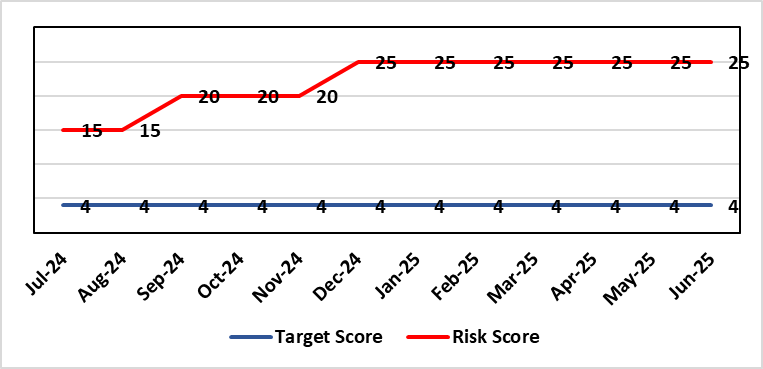 15 15 20 20 20 25 25 25 25 25 25 25
4 4 4 4 4 4 4 4 4 4 4 4
Jul-24 Aug-24 Sep-24 Oct-24 Nov-24 Dec-24 Jan-25 Feb-25 Mar-25 Apr-25 May-25 Jun-25
Target Score Risk Score